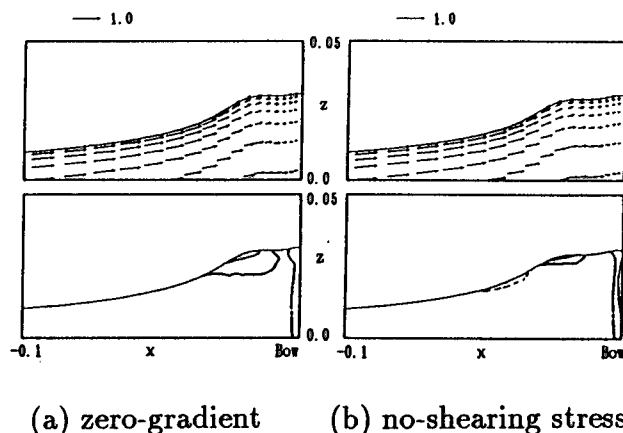 1.0 1.0
0.05 0.05
z z
0.0 0.0
0.05 0.05
z z
0.0 0.0
-0.1 x Bow -0.1 x Bow
(a) zero-gradient (b) no-shearing stress